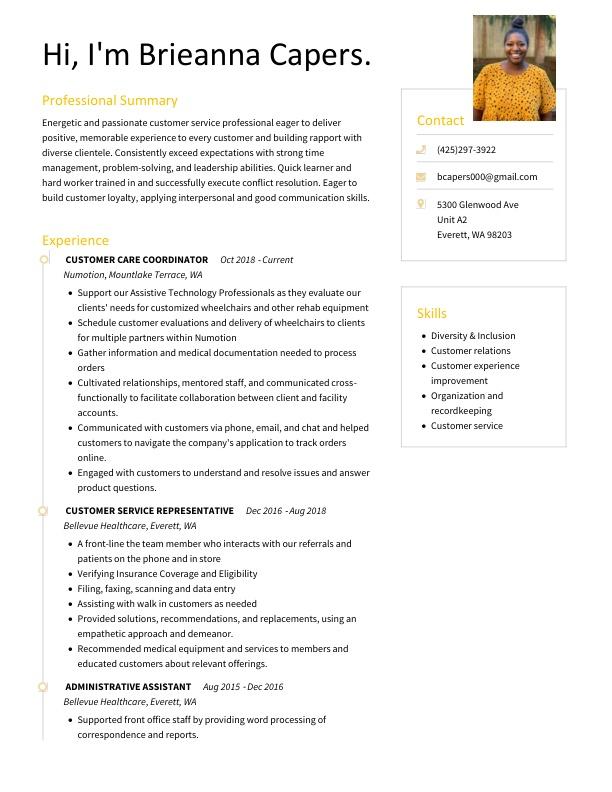 Hi, I'm Brieanna Capers.
Professional Summary
Energetic and passionate customer service professional eager to deliver
positive, memorable experience to every customer and building rapport with
diverse clientele. Consistently exceed expectations with strong time
management, problem-solving, and leadership abilities. Quick learner and
hard worker trained in and successfully execute conflict resolution. Eager to
build customer loyalty, applying interpersonal and good communication skills.
Experience
CUSTOMER CARE COORDINATOR Oct 2018 - Current
Numotion, Mountlake Terrace, WA
• Support our Assistive Technology Professionals as they evaluate our
clients' needs for customized wheelchairs and other rehab equipment
• Schedule customer evaluations and delivery of wheelchairs to clients
for multiple partners within Numotion
• Gather information and medical documentation needed to process
orders
• Cultivated relationships, mentored staff, and communicated cross-
functionally to facilitate collaboration between client and facility
accounts.
• Communicated with customers via phone, email, and chat and helped
customers to navigate the company's application to track orders
online.
• Engaged with customers to understand and resolve issues and answer
product questions.
CUSTOMER SERVICE REPRESENTATIVE Dec 2016 - Aug 2018
Bellevue Healthcare, Everett, WA
• A front-line the team member who interacts with our referrals and
patients on the phone and in store
• Verifying Insurance Coverage and Eligibility
• Filing, faxing, scanning and data entry
• Assisting with walk in customers as needed
• Provided solutions, recommendations, and replacements, using an
empathetic approach and demeanor.
• Recommended medical equipment and services to members and
educated customers about relevant offerings.
ADMINISTRATIVE ASSISTANT Aug 2015 - Dec 2016
Bellevue Healthcare, Everett, WA
• Supported front office staff by providing word processing of
correspondence and reports.
Contact
(425)297-3922
bcapers000@gmail.com
5300 Glenwood Ave
Unit A2
Everett, WA 98203
Skills
• Diversity & Inclusion
• Customer relations
• Customer experience
improvement
• Organization and
recordkeeping
• Customer service